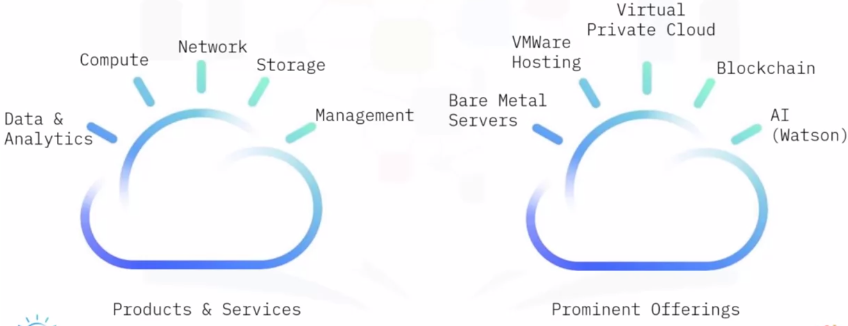 Data &
Analytics
Compute
Network
Storage
Management
Products & Services
Bare Metal
Servers
VMWare
Hosting
Virtual
Private Cloud
Blockchain
AI
(Watson)
Prominent Offerings